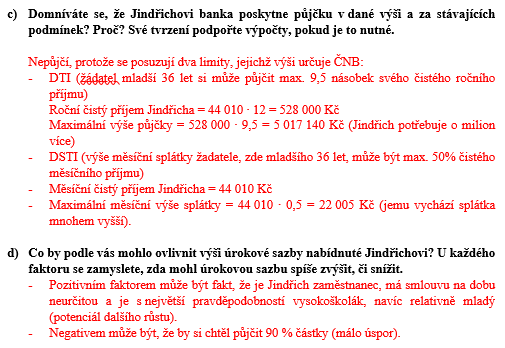 c) Domníváte se, že Jindřichovi banka poskytne půjčku v dané výši a za stávajících
podmínek? Proč? Své tvrzení podpořte výpočty, pokud je to nutné.
Nepůjčí, protože se posuzují dva limity, jejichž výši určuje ČNB:
- DTI (žádatel mladší 36 let si může půjčit max. 9,5 násobek svého čistého ročního
příjmu)
Roční čistý příjem Jindřicha = 44 010 · 12 = 528 000 Kč
Maximální výše půjčky = 528 000 · 9,5 = 5 017 140 Kč (Jindřich potřebuje o milion
více)
- DSTI (výše měsíční splátky žadatele, zde mladšího 36 let, může být max. 50% čistého
měsíčního příjmu)
- Měsíční čistý příjem Jindřicha = 44 010 Kč
- Maximální měsíční výše splátky = 44 010 · 0,5 = 22 005 Kč (jemu vychází splátka
mnohem vyšší).
d) Co by podle vás mohlo ovlivnit výši úrokové sazby nabídnuté Jindřichovi? U každého
faktoru se zamyslete, zda mohl úrokovou sazbu spíše zvýšit, či snížit.
- Pozitivním faktorem může být fakt, že je Jindřich zaměstnanec, má smlouvu na dobu
neurčitou a je s největší pravděpodobností vysokoškolák, navíc relativně mladý
(potenciál dalšího růstu).
- Negativem může být, že by si chtěl půjčit 90 % částky (málo úspor).